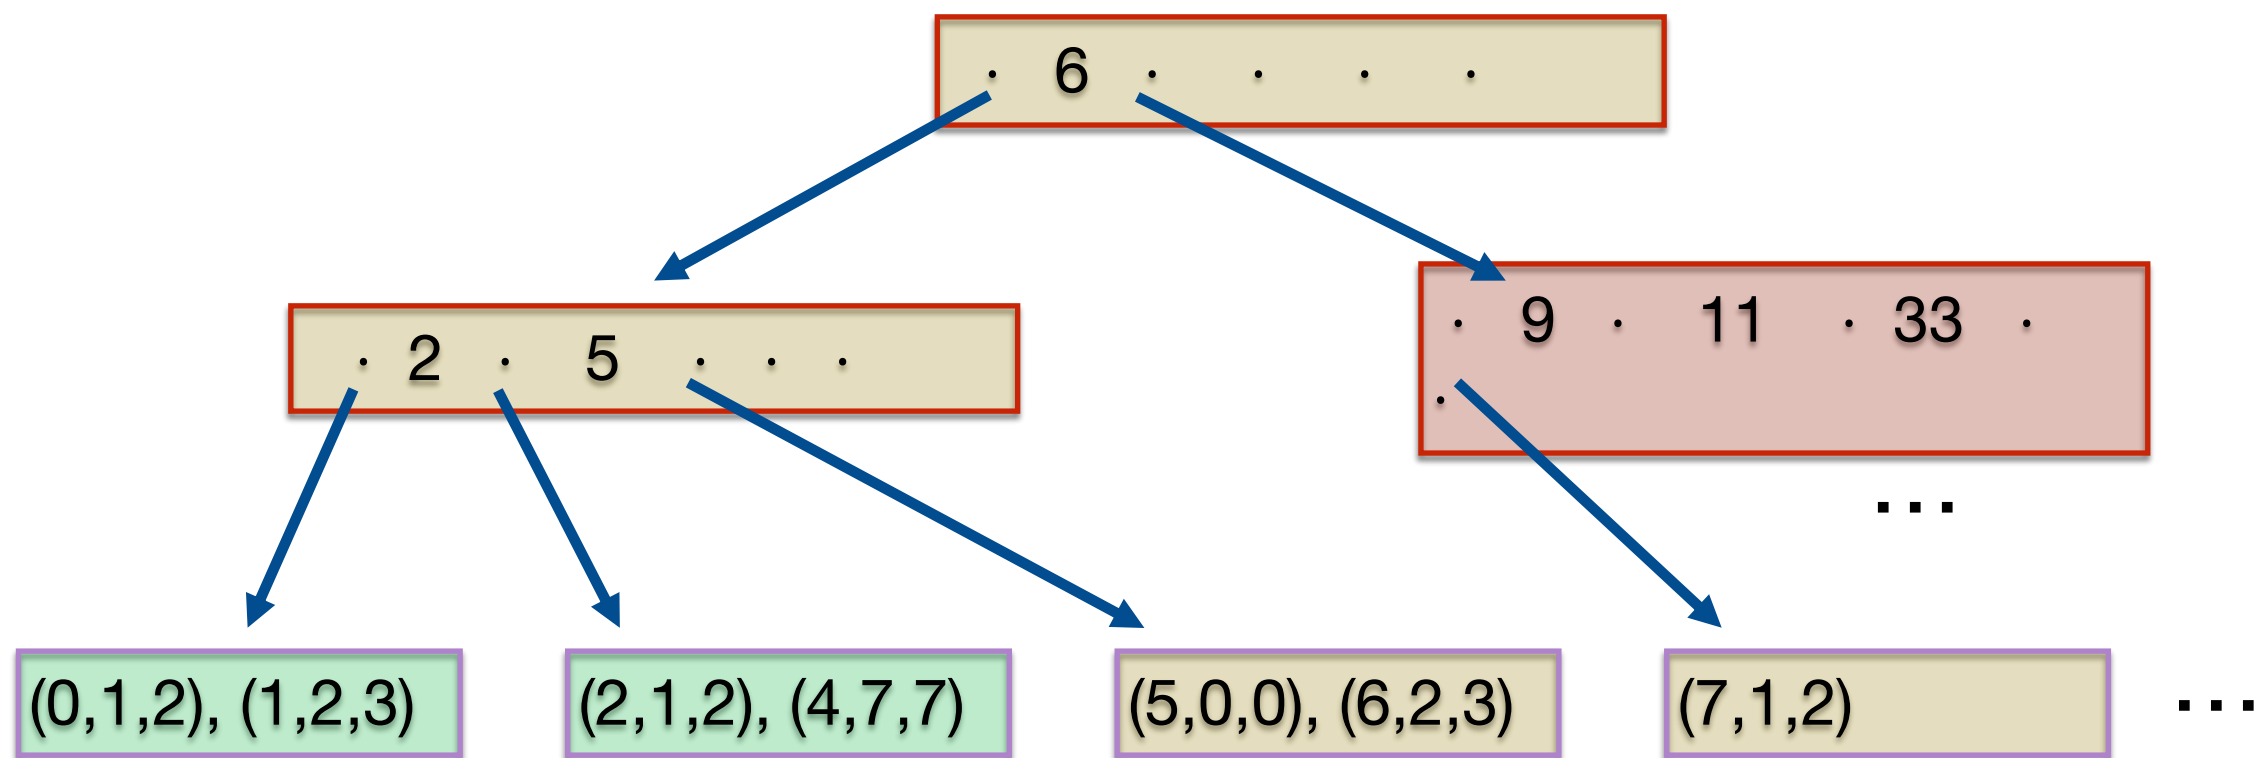 · 6 · · · ·
· 2 · 5 · · ·
· 9 · 11 · 33 ·
·
...
(0,1,2), (1,2,3)
(2,1,2), (4,7,7)
(5,0,0), (6,2,3)
(7,1,2)
...